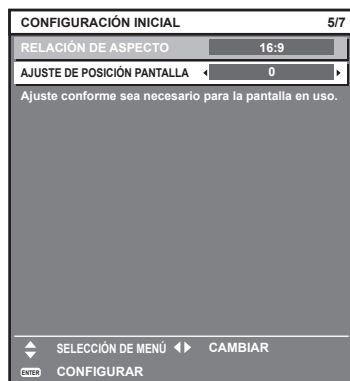 CONFIGURACIÓN INICIAL 5/7
RELACIÓN DE ASPECTO 16:9
AJUSTE DE POSICIÓN PANTALLA 0
Ajuste conforme sea necesario para la pantalla en uso.
SELECCIÓN DE MENÚ CAMBIAR
ENTER CONFIGURAR